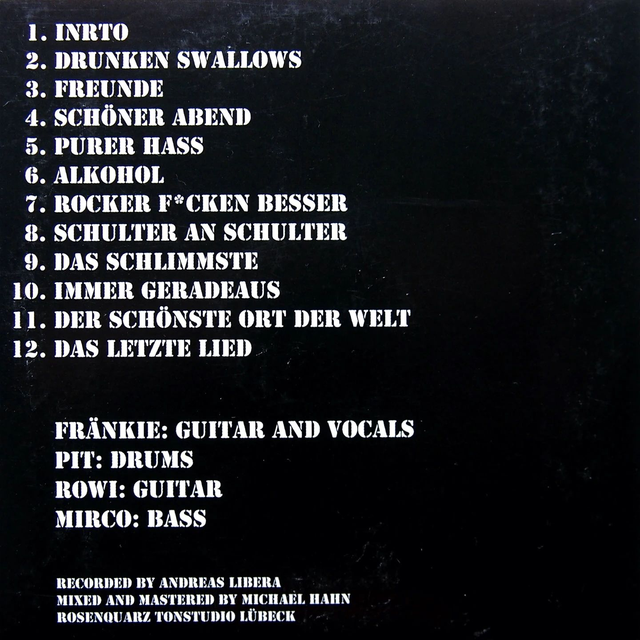 1. INRTO
2. DRUNKEN SWALLOWS
3. FREUNDE
4. SCHÖNER ABEND
5. PURER HASS
6. ALKOHOL
7. ROCKER F*CKEN BESSER
8. SCHULTER AN SCHULTER
9. DAS SCHLIMMSTE
10. IMMER GERADEAUS
11. DER SCHÖNSTE ORT DER WELT
12. DAS LETZTE LIED
FRÄNKIE: GUITAR AND VOCALS
PIT: DRUMS
ROWI: GUITAR
MIRCO: BASS
RECORDED BY ANDREAS LIBERA
MIXED AND MASTERED BY MICHAEL HAHN
ROSENQUARZ TONSTUDIO LÜBECK